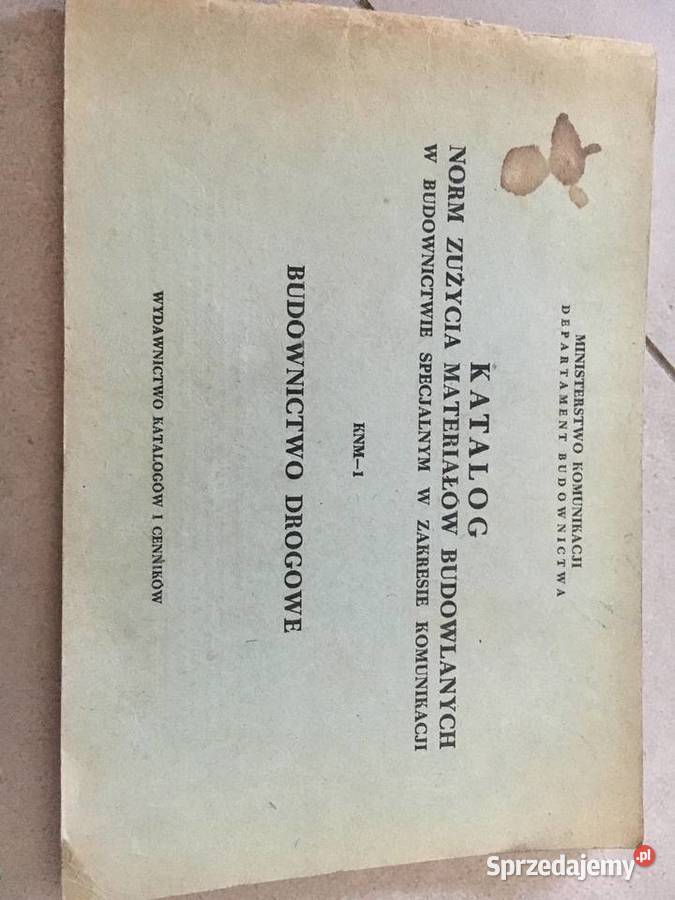 MINISTERSTWO KOMUNIKACJI
DEPARTAMENT BUDOWNICTWA
KATALOG
NORM ZUŻYCIA MATERIAŁÓW BUDOWLANYCH
W BUDOWNICTWIE SPECJALNYM W ZAKRESIE KOMUNIKACJI
KNM—1
BUDOWNICTWO DROGOWE
WYDAWNICTWO KATALOGÓW I CENNIKÓW
Sprzedajemy.pl